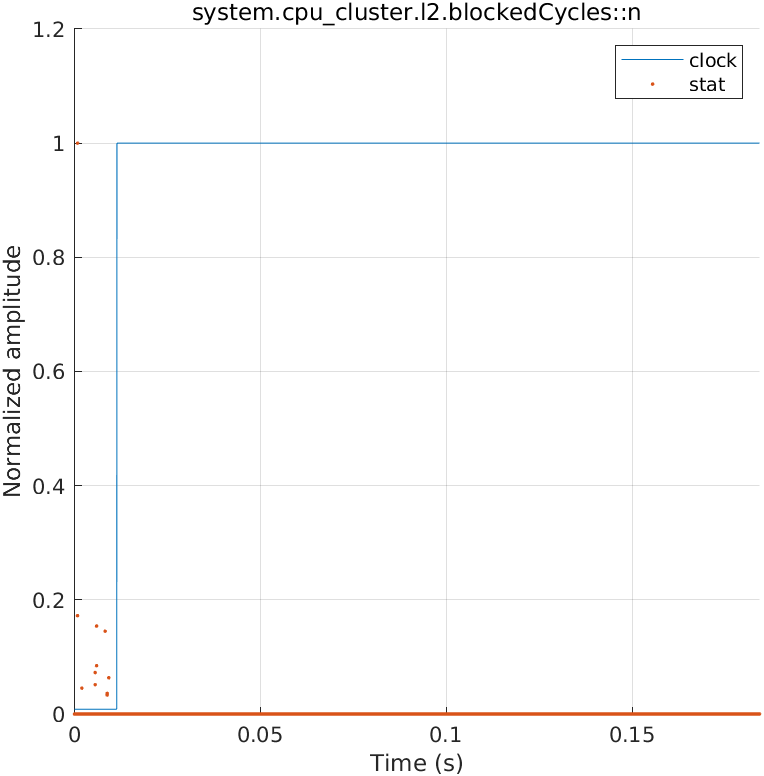 system.cpu_cluster.l2.blockedCycles::n
clock
stat
1.2
1
0.8
0.6
0.4
0.2
0
Normalized amplitude
0
0.05
0.1
0.15
Time (s)